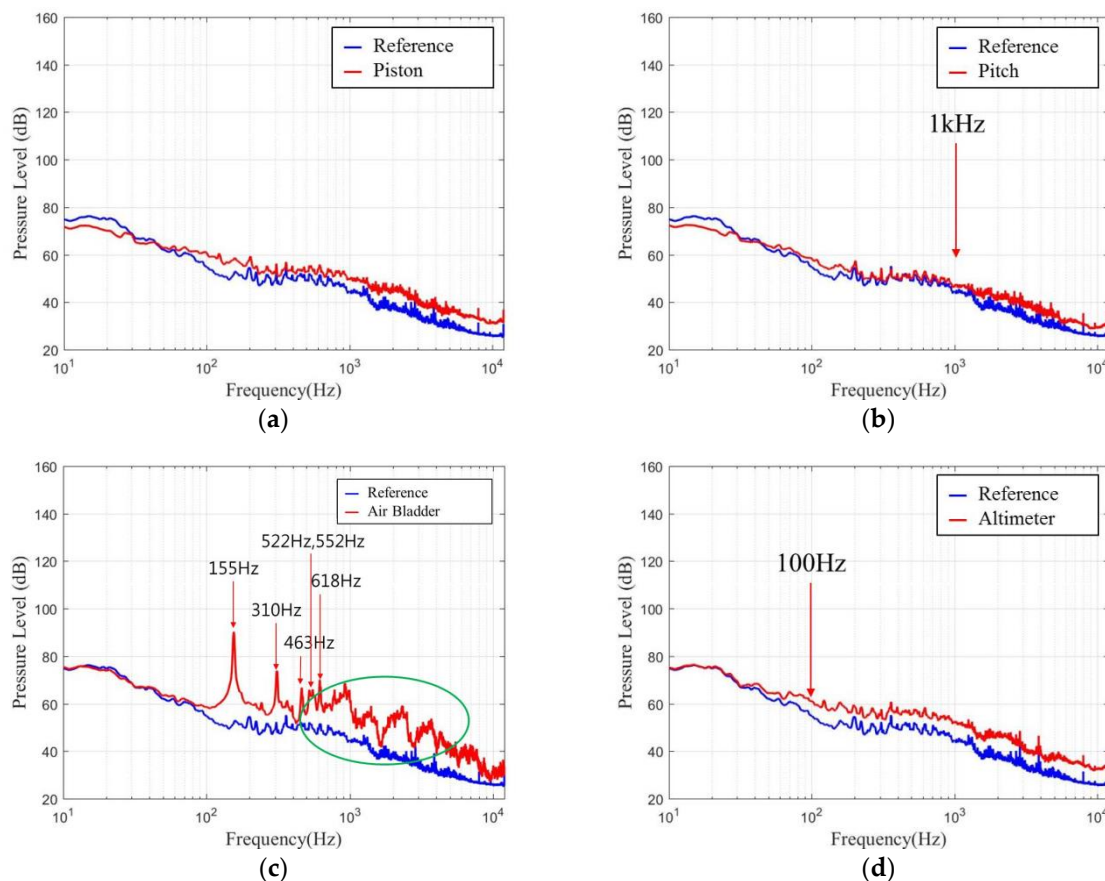 160
140
120
100
80
60
40
20
Pressure Level (dB)
Reference
Piston
10^1 10^2 10^3 10^4
Frequency(Hz)
(a)
160
140
120
100
80
60
40
20
Pressure Level (dB)
Reference
Pitch
1kHz
10^1 10^2 10^3 10^4
Frequency(Hz)
(b)
160
140
120
100
80
60
40
20
Pressure Level (dB)
Reference
Air Bladder
522Hz,552Hz
155Hz
618Hz
310Hz
463Hz
10^1 10^2 10^3 10^4
Frequency(Hz)
(c)
160
140
120
100
80
60
40
20
Pressure Level (dB)
Reference
Altimeter
100Hz
10^1 10^2 10^3 10^4
Frequency(Hz)
(d)